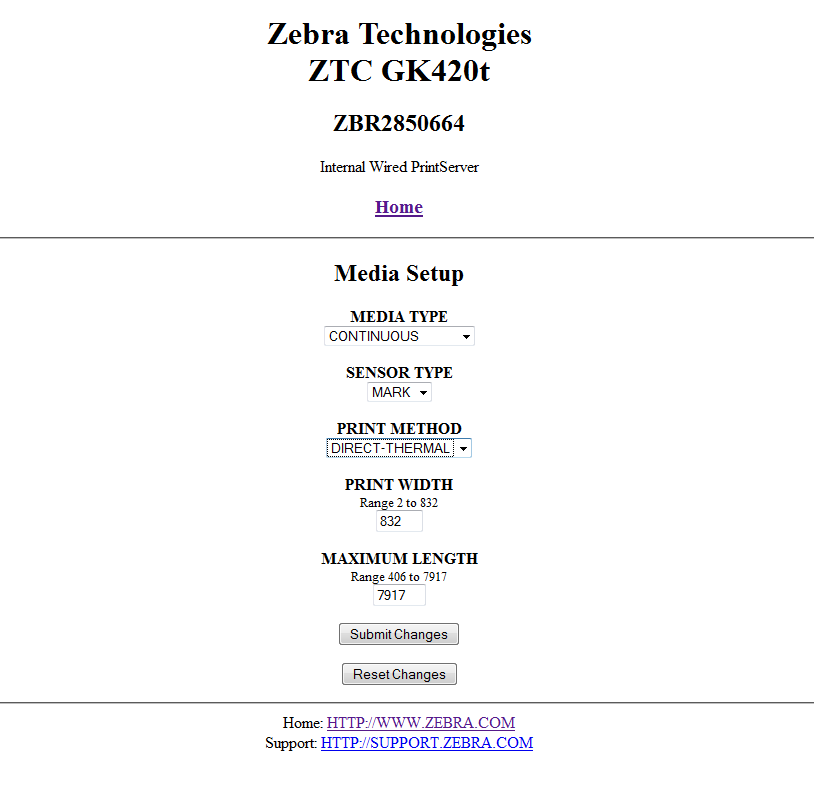 Zebra Technologies
ZTC GK420t
ZBR2850664
Internal Wired PrintServer
Home
Media Setup
MEDIA TYPE
CONTINUOUS
SENSOR TYPE
MARK
PRINT METHOD
DIRECT-THERMAL
PRINT WIDTH
Range 2 to 832
832
MAXIMUM LENGTH
Range 406 to 7917
7917
Submit Changes
Reset Changes
Home: HTTP://WWW.ZEBRA.COM
Support: HTTP://SUPPORT.ZEBRA.COM